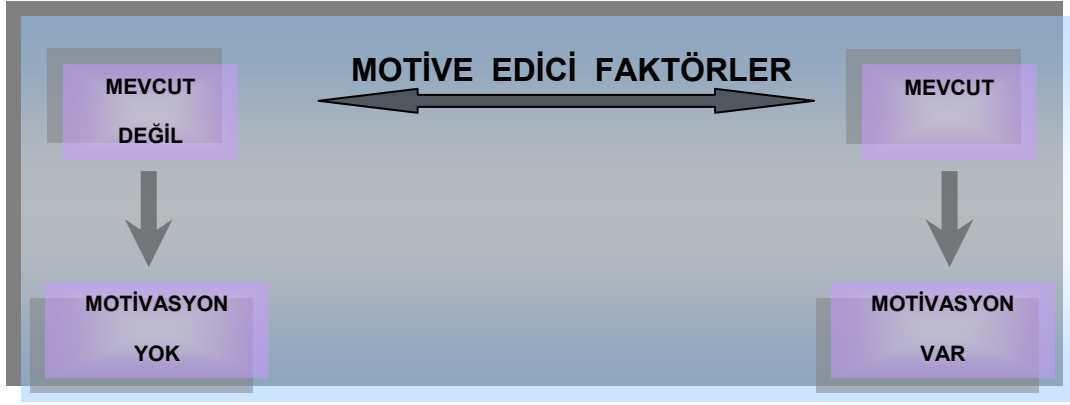 MOTİVE EDİCİ FAKTÖRLER
MEVCUT
DEĞİL
MEVCUT
MOTİVASYON
YOK
MOTİVASYON
VAR